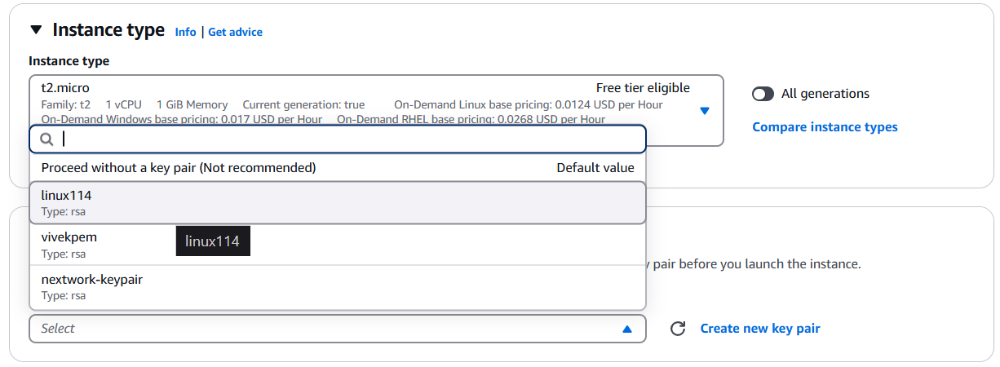 Instance type Info | Get advice
Instance type
t2.micro Free tier eligible
Family: t2 1 vCPU 1 GiB Memory Current generation: true On-Demand Linux base pricing: 0.0124 USD per Hour
On-Demand Windows base pricing: 0.017 USD per Hour On-Demand RHEL base pricing: 0.0268 USD per Hour
All generations
Compare instance types
Proceed without a key pair (Not recommended) Default value
linux114
Type: rsa
vivekpem
Type: rsa
linux114
nextwork-keypair
Type: rsa
pair before you launch the instance.
Select
Create new key pair